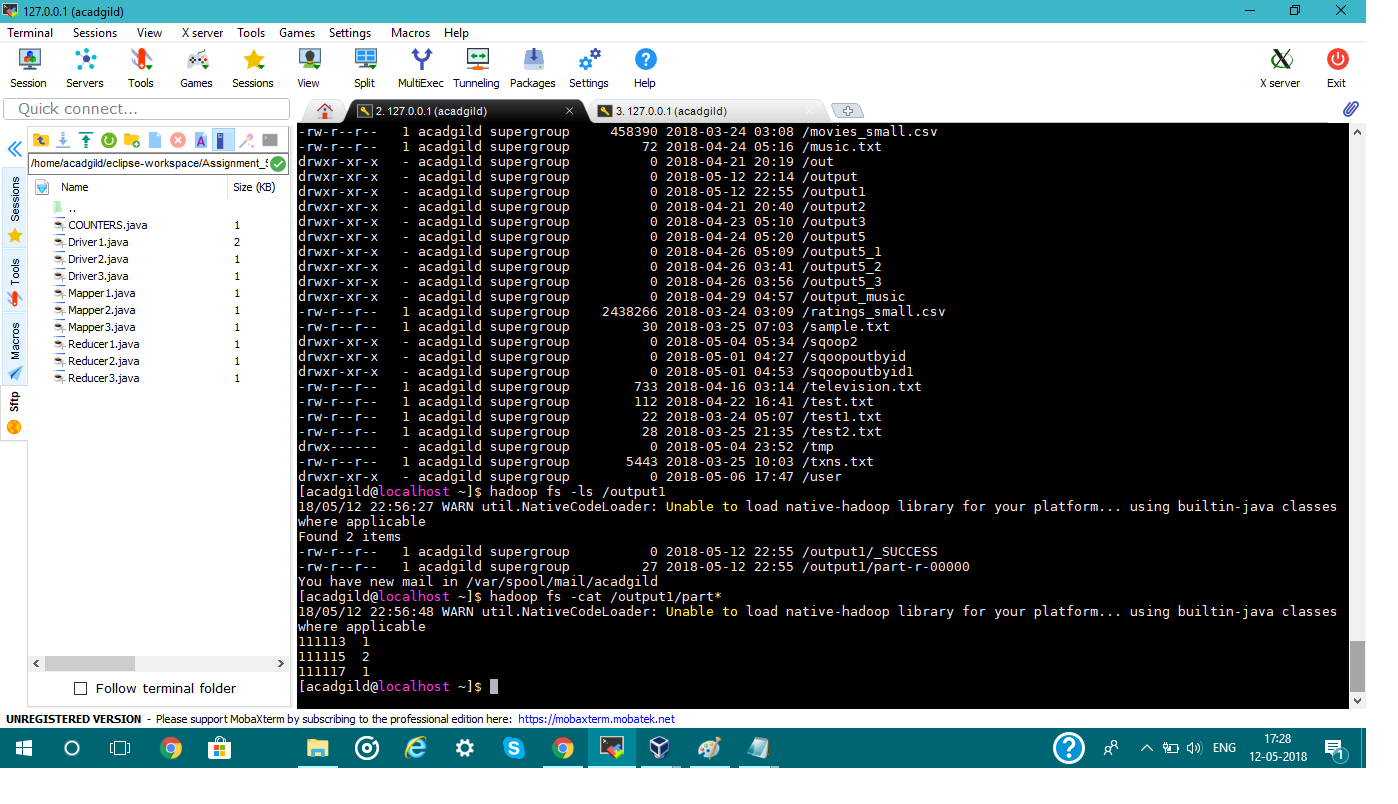 127.0.0.1 (acadgild)
Terminal Sessions View X server Tools Games Settings Macros Help
Session Servers Tools Games Sessions View Split MultiExec Tunneling Packages Settings Help X server Exit
Quick connect...
2. 127.0.0.1 (acadgild)
3. 127.0.0.1 (acadgild)
/home/acadgild/eclipse-workspace/Assignment_5
Name Size (KB)
..
COUNTERS.java 1
Driver1.java 2
Driver2.java 1
Driver3.java 1
Mapper1.java 1
Mapper2.java 1
Mapper3.java 1
Reducer1.java 1
Reducer2.java 1
Reducer3.java 1
Sessions
Tools
Macros
Sftp
Follow terminal folder
-rw-r--r-- 1 acadgild supergroup 458390 2018-03-24 03:08 /movies_small.csv
-rw-r--r-- 1 acadgild supergroup 72 2018-04-24 05:16 /music.txt
drwxr-xr-x - acadgild supergroup 0 2018-04-21 20:19 /out
drwxr-xr-x - acadgild supergroup 0 2018-05-12 22:14 /output
drwxr-xr-x - acadgild supergroup 0 2018-05-12 22:55 /output1
drwxr-xr-x - acadgild supergroup 0 2018-04-21 20:40 /output2
drwxr-xr-x - acadgild supergroup 0 2018-04-23 05:10 /output3
drwxr-xr-x - acadgild supergroup 0 2018-04-24 05:20 /output5
drwxr-xr-x - acadgild supergroup 0 2018-04-26 05:09 /output5_1
drwxr-xr-x - acadgild supergroup 0 2018-04-26 03:41 /output5_2
drwxr-xr-x - acadgild supergroup 0 2018-04-26 03:56 /output5_3
drwxr-xr-x - acadgild supergroup 0 2018-04-29 04:57 /output_music
-rw-r--r-- 1 acadgild supergroup 2438266 2018-03-24 03:09 /ratings_small.csv
-rw-r--r-- 1 acadgild supergroup 30 2018-03-25 07:03 /sample.txt
drwxr-xr-x - acadgild supergroup 0 2018-05-04 05:34 /sqoop2
drwxr-xr-x - acadgild supergroup 0 2018-05-01 04:27 /sqoopoutbyid
drwxr-xr-x - acadgild supergroup 0 2018-05-01 04:53 /sqoopoutbyid1
-rw-r--r-- 1 acadgild supergroup 733 2018-04-16 03:14 /television.txt
-rw-r--r-- 1 acadgild supergroup 112 2018-04-22 16:41 /test.txt
-rw-r--r-- 1 acadgild supergroup 22 2018-03-24 05:07 /test1.txt
-rw-r--r-- 1 acadgild supergroup 28 2018-03-25 21:35 /test2.txt
drwx------ - acadgild supergroup 0 2018-05-04 23:52 /tmp
-rw-r--r-- 1 acadgild supergroup 5443 2018-03-25 10:03 /txns.txt
drwxr-xr-x - acadgild supergroup 0 2018-05-06 17:47 /user
[acadgild@localhost ~]$ hadoop fs -ls /output1
18/05/12 22:56:27 WARN util.NativeCodeLoader: Unable to load native-hadoop library for your platform... using builtin-java classes
where applicable
Found 2 items
-rw-r--r-- 1 acadgild supergroup 0 2018-05-12 22:55 /output1/_SUCCESS
-rw-r--r-- 1 acadgild supergroup 27 2018-05-12 22:55 /output1/part-r-00000
You have new mail in /var/spool/mail/acadgild
[acadgild@localhost ~]$ hadoop fs -cat /output1/part*
18/05/12 22:56:48 WARN util.NativeCodeLoader: Unable to load native-hadoop library for your platform... using builtin-java classes
where applicable
111113 1
111115 2
111117 1
[acadgild@localhost ~]$
UNREGISTERED VERSION - Please support MobaXterm by subscribing to the professional edition here: https://mobaxterm.mobatek.net
ENG
17:28
12-05-2018
1